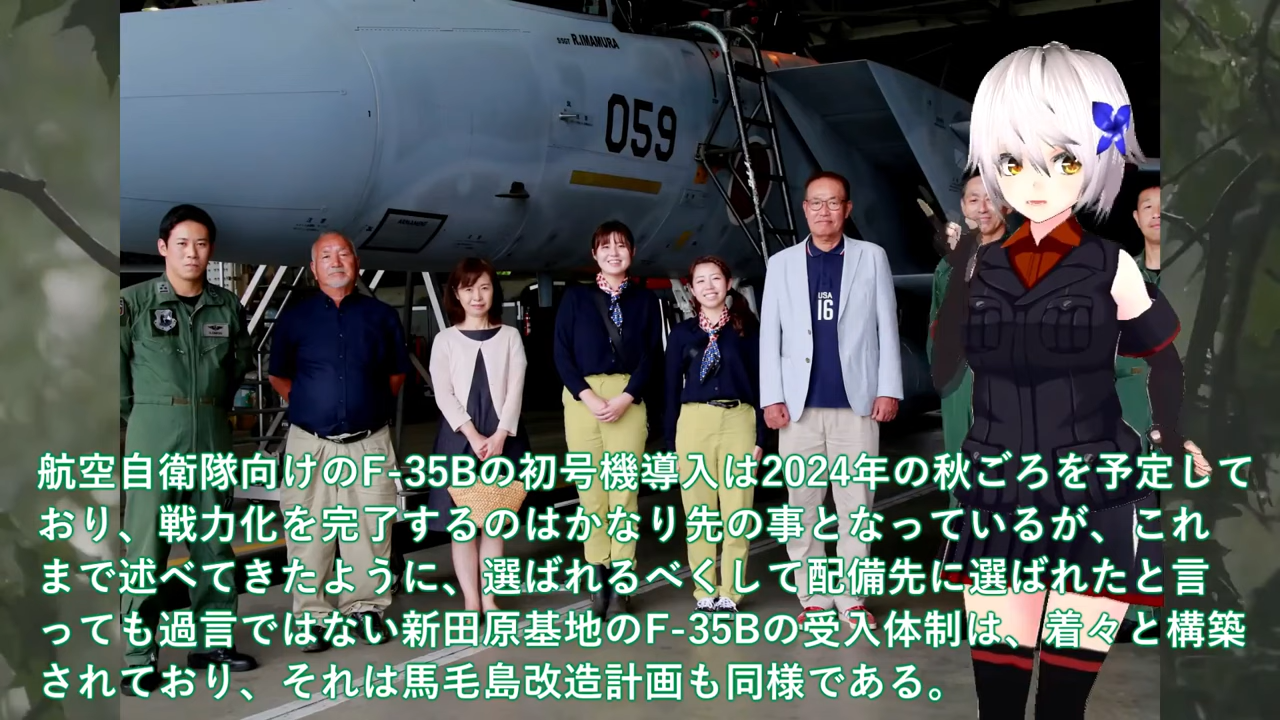 R.IMAMURA
059
USA
16
航空自衛隊向けのF-35Bの初号機導入は2024年の秋ごろを予定して
おり、戦力化を完了するのはかなり先の事となっているが、これ
まで述べてきたように、選ばれるべくして配備先に選ばれたと言
っても過言ではない新田原基地のF-35Bの受入体制は、着々と構築
されており、それは馬毛島改造計画も同様である。